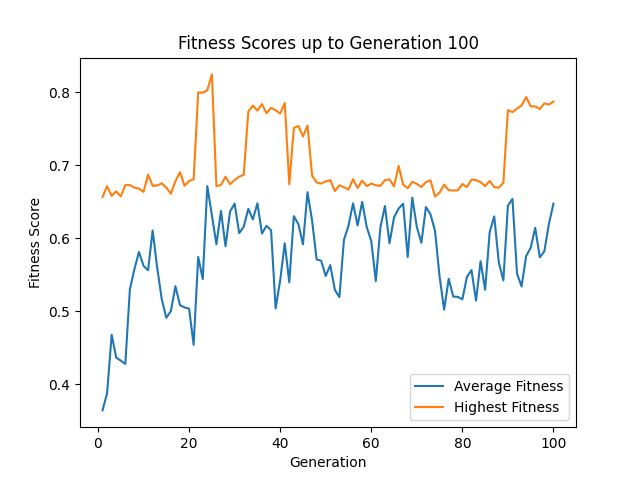 Fitness Scores up to Generation 100
Fitness Score
0.8
0.7
0.6
0.5
0.4
0 20 40 60 80 100
Generation
Average Fitness
Highest Fitness